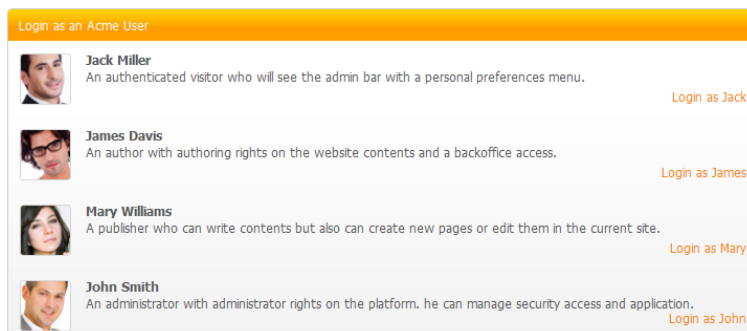 Login as an Acme User
Jack Miller
An authenticated visitor who will see the admin bar with a personal preferences menu.
Login as Jack
James Davis
An author with authoring rights on the website contents and a backoffice access.
Login as James
Mary Williams
A publisher who can write contents but also can create new pages or edit them in the current site.
Login as Mary
John Smith
An administrator with administrator rights on the platform. he can manage security access and application.
Login as John